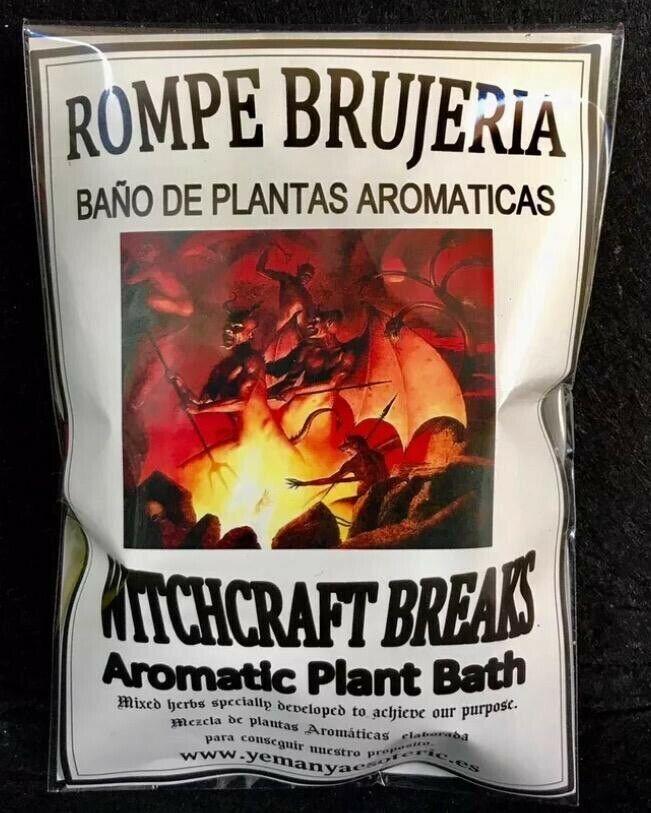 ROMPE BRUJERIA
BAÑO DE PLANTAS AROMATICAS
WITCHCRAFT BREAKS
Aromatic Plant Bath
Mixed herbs specially developed to achieve our purpose.
Mezcla de plantas Aromáticas elaborada
para conseguir nuestro proposito.
www.yemanyaesoteric.es